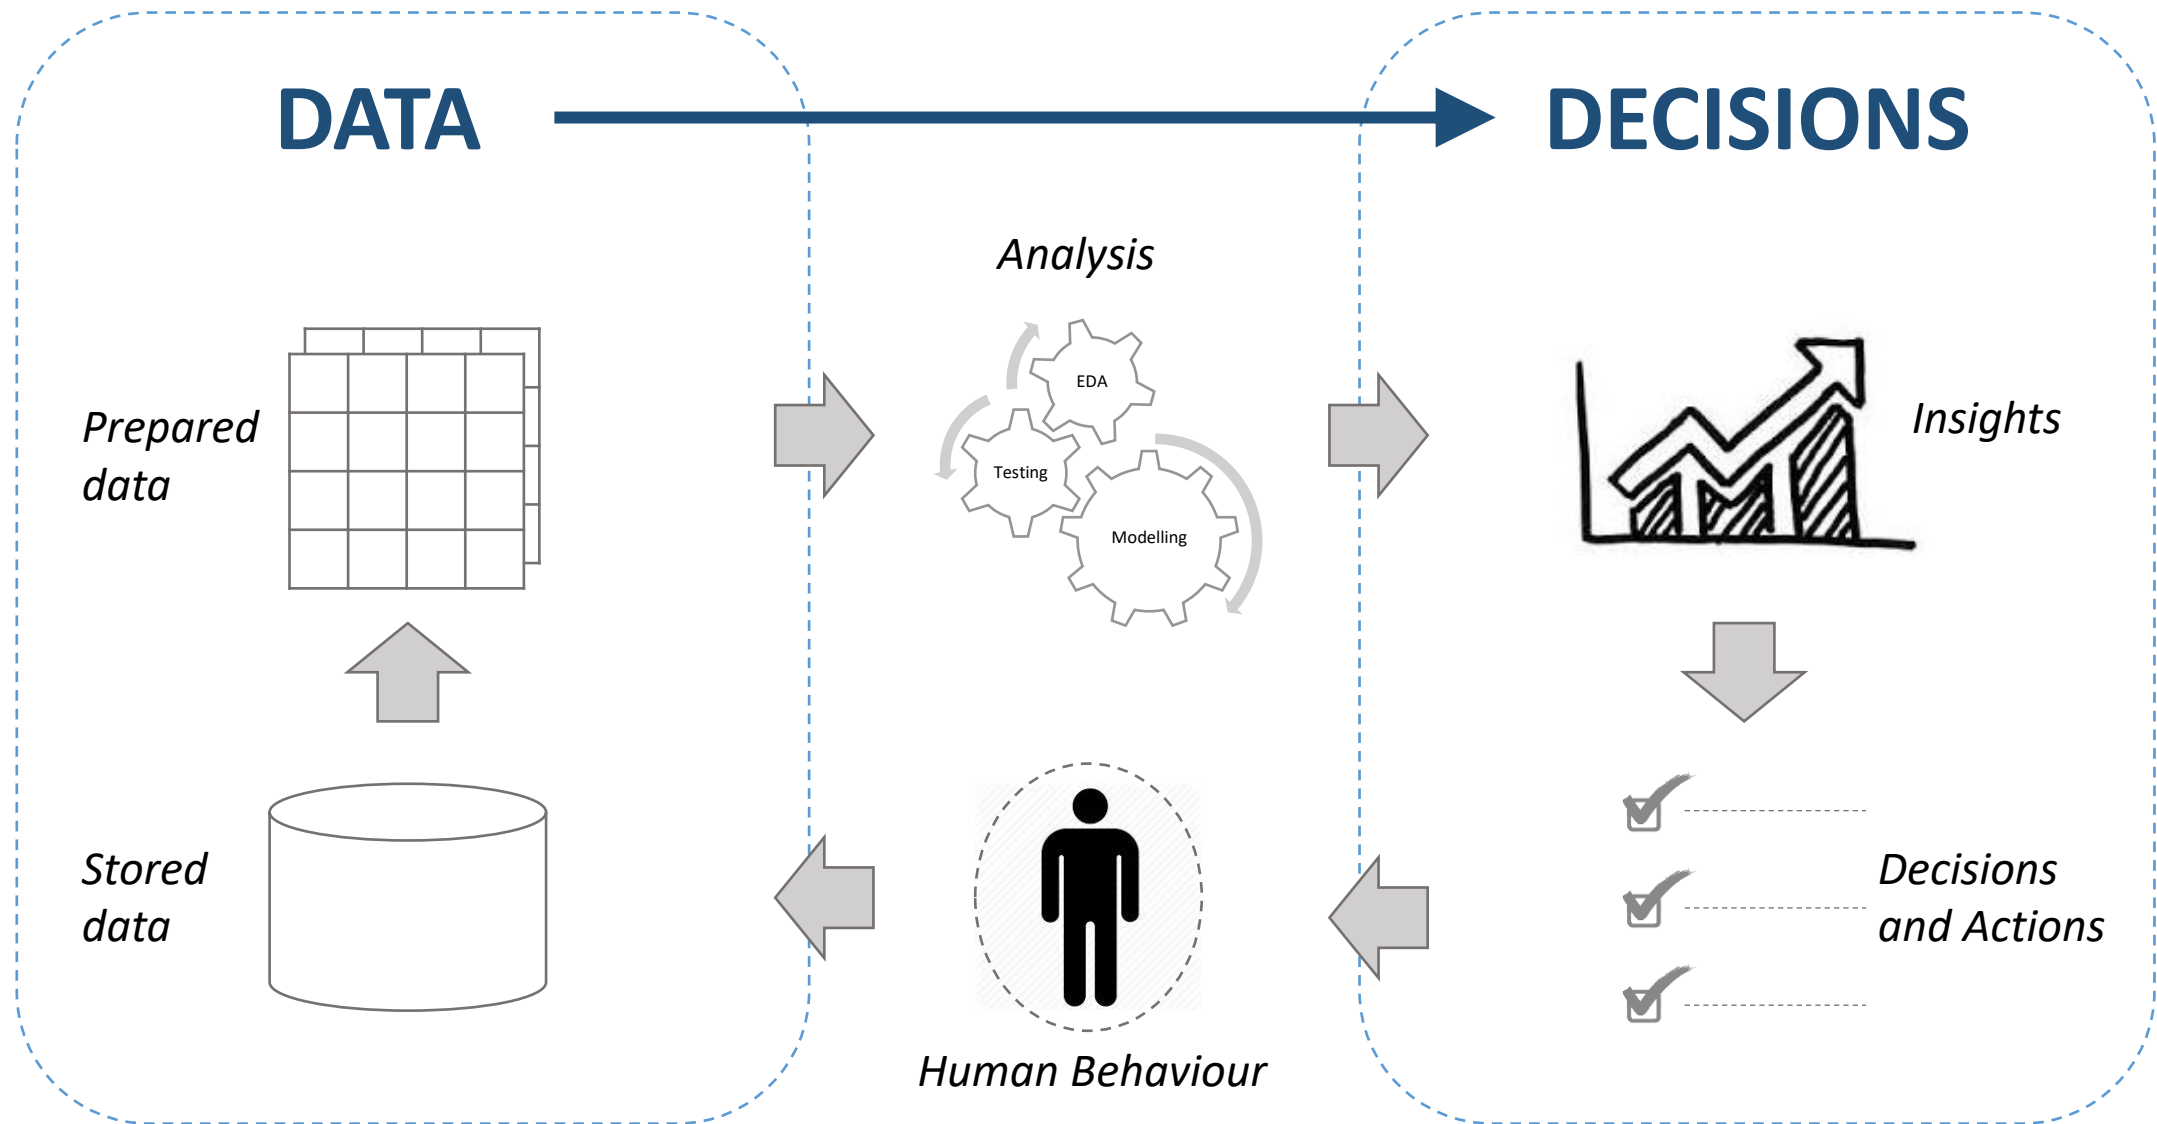 DATA
DECISIONS
Analysis
EDA
Testing
Modelling
Prepared
data
Insights
Stored
data
Decisions
and Actions
Human Behaviour